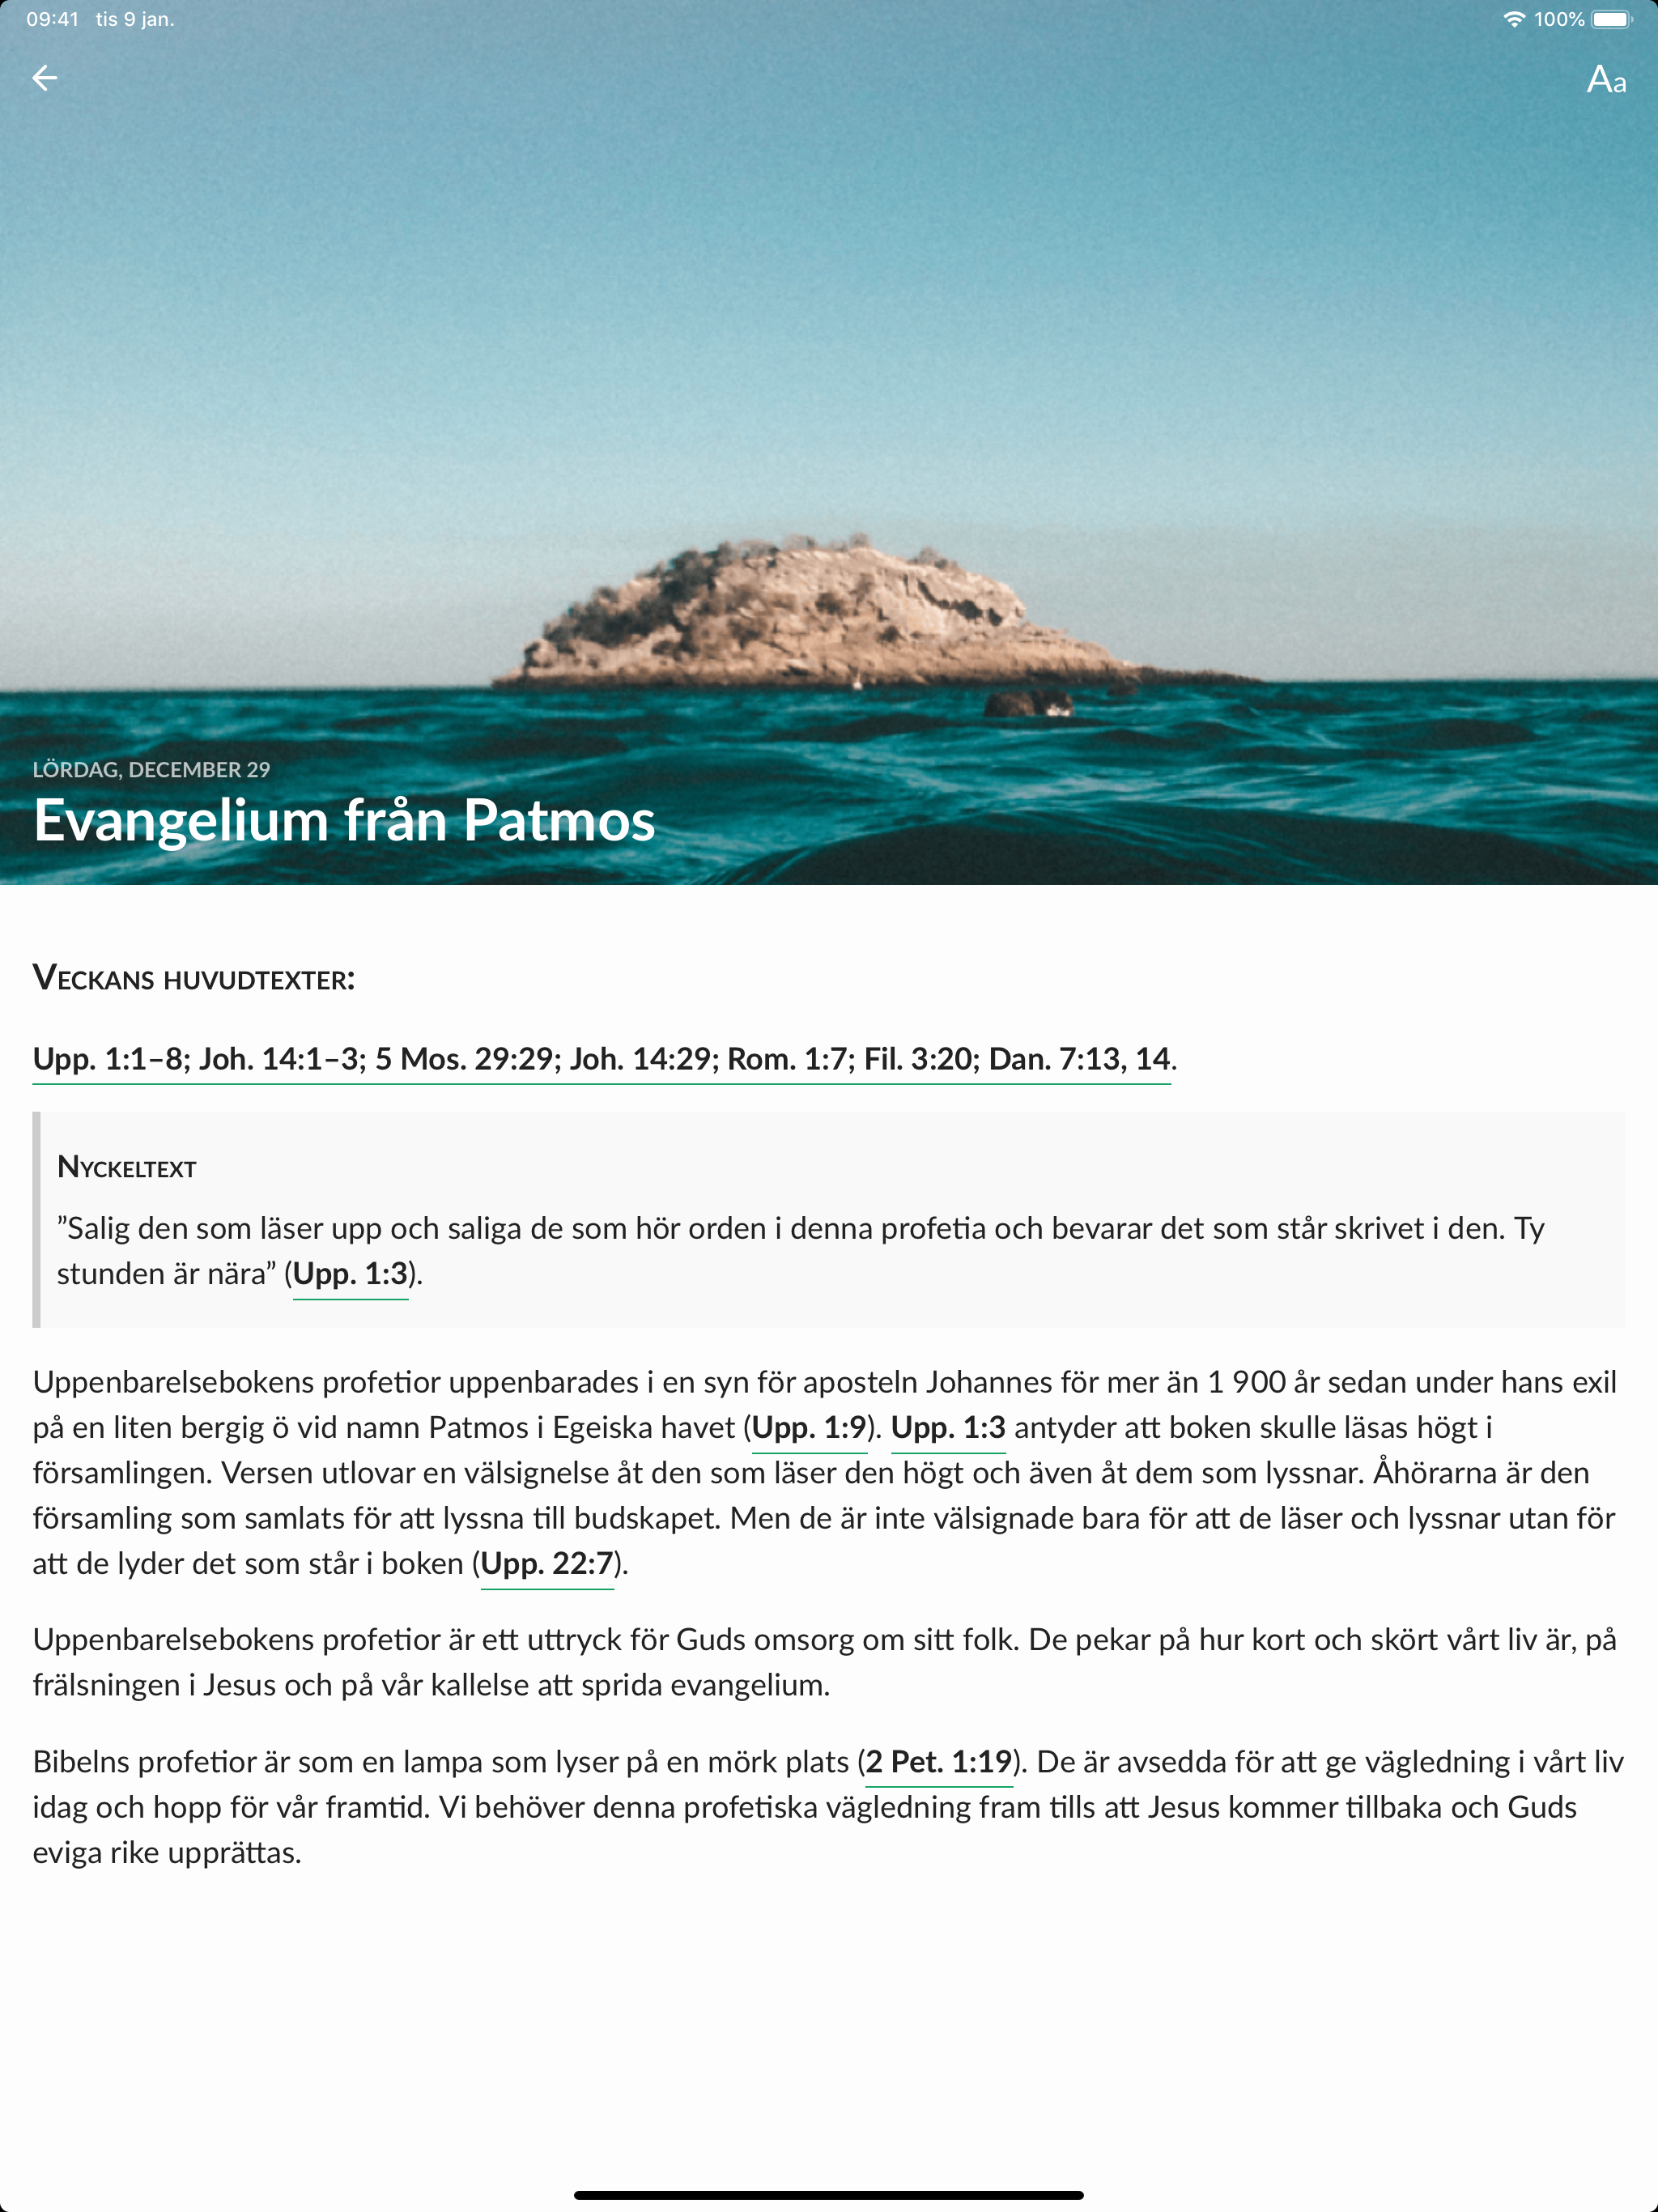 09:41 tis 9 jan.
100%
Aa
LÖRDAG, DECEMBER 29
Evangelium från Patmos
Veckans huvudtexter:
Upp. 1:1–8; Joh. 14:1–3; 5 Mos. 29:29; Joh. 14:29; Rom. 1:7; Fil. 3:20; Dan. 7:13, 14.
Nyckeltext
”Salig den som läser upp och saliga de som hör orden i denna profetia och bevarar det som står skrivet i den. Ty
stunden är nära” (Upp. 1:3).
Uppenbarelsebokens profetior uppenbarades i en syn för aposteln Johannes för mer än 1 900 år sedan under hans exil
på en liten bergig ö vid namn Patmos i Egeiska havet (Upp. 1:9). Upp. 1:3 antyder att boken skulle läsas högt i
församlingen. Versen utlovar en välsignelse åt den som läser den högt och även åt dem som lyssnar. Åhörarna är den
församling som samlats för att lyssna till budskapet. Men de är inte välsignade bara för att de läser och lyssnar utan för
att de lyder det som står i boken (Upp. 22:7).
Uppenbarelsebokens profetior är ett uttryck för Guds omsorg om sitt folk. De pekar på hur kort och skört vårt liv är, på
frälsningen i Jesus och på vår kallelse att sprida evangelium.
Bibelns profetior är som en lampa som lyser på en mörk plats (2 Pet. 1:19). De är avsedda för att ge vägledning i vårt liv
idag och hopp för vår framtid. Vi behöver denna profetiska vägledning fram tills att Jesus kommer tillbaka och Guds
eviga rike upprättas.